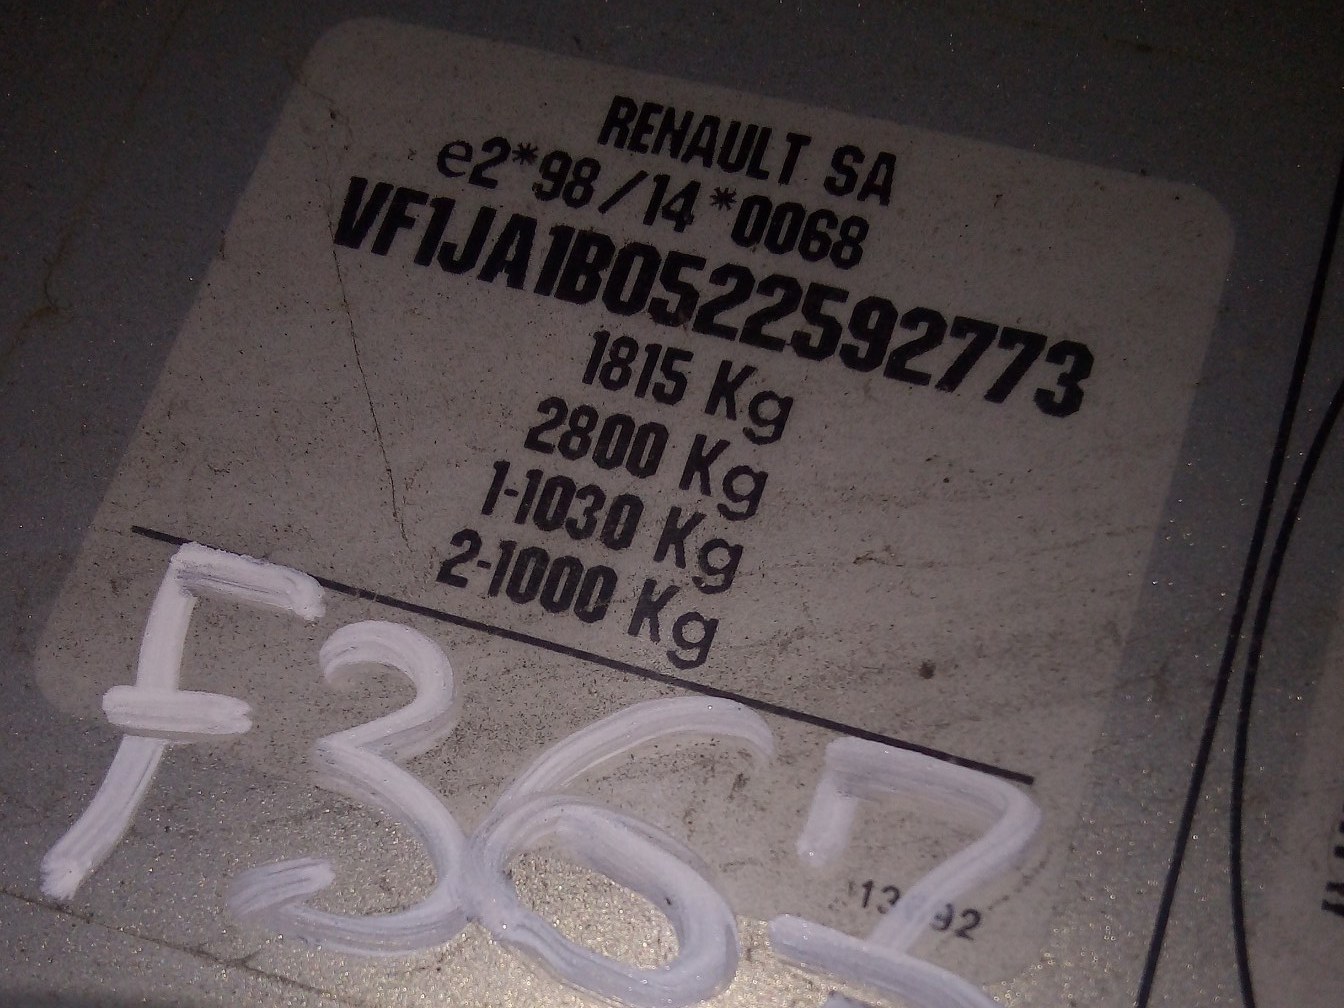 RENAULT SA
e2*98/14*0068
VF1JA1B0522592773
1815 Kg
2800 Kg
1-1030 Kg
2-1000 Kg
F367